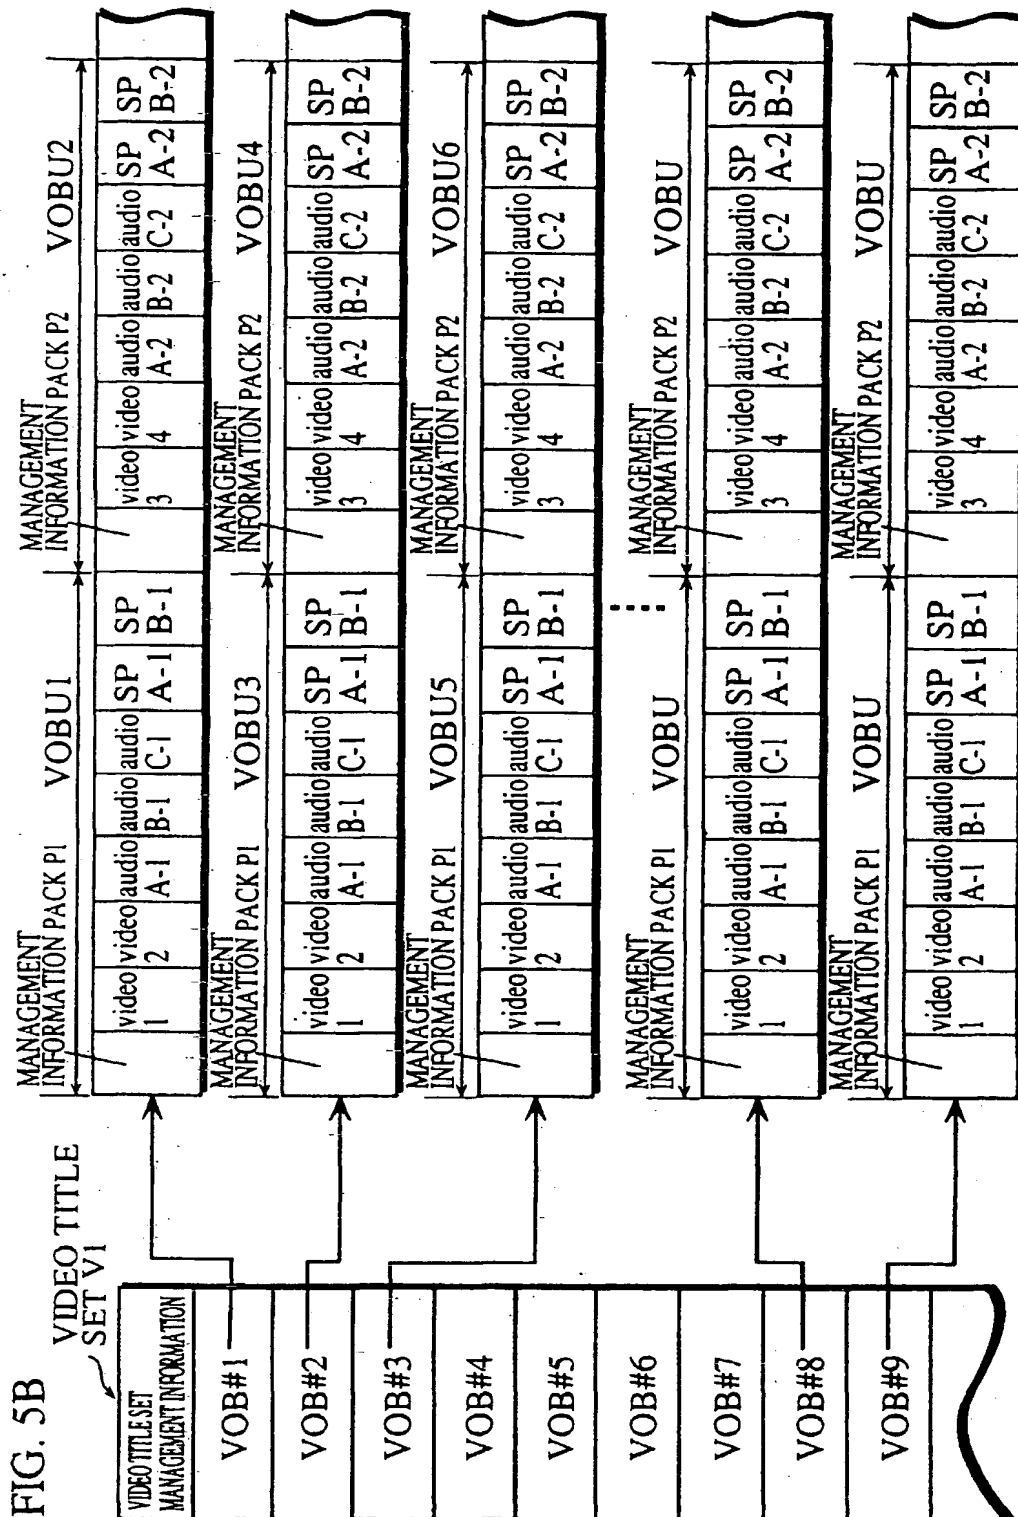 FIG. 5B
VIDEO TITLE
SET V1
VIDEO TITLE SET
MANAGEMENT INFORMATION
VOB#1
VOB#2
VOB#3
VOB#4
VOB#5
VOB#6
VOB#7
VOB#8
VOB#9
MANAGEMENT
INFORMATION PACK P1
VOBU1
MANAGEMENT
INFORMATION PACK P2
VOBU2
video video audio audio audio SP SP
1 2 A-1 B-1 C-1 A-1 B-1
video video audio audio audio SP SP
3 4 A-2 B-2 C-2 A-2 B-2
MANAGEMENT
INFORMATION PACK P1
VOBU3
MANAGEMENT
INFORMATION PACK P2
VOBU4
video video audio audio audio SP SP
1 2 A-1 B-1 C-1 A-1 B-1
video video audio audio audio SP SP
3 4 A-2 B-2 C-2 A-2 B-2
MANAGEMENT
INFORMATION PACK P1
VOBU5
MANAGEMENT
INFORMATION PACK P2
VOBU6
video video audio audio audio SP SP
1 2 A-1 B-1 C-1 A-1 B-1
video video audio audio audio SP SP
3 4 A-2 B-2 C-2 A-2 B-2
MANAGEMENT
INFORMATION PACK P1
VOBU
MANAGEMENT
INFORMATION PACK P2
VOBU
video video audio audio audio SP SP
1 2 A-1 B-1 C-1 A-1 B-1
video video audio audio audio SP SP
3 4 A-2 B-2 C-2 A-2 B-2
MANAGEMENT
INFORMATION PACK P1
VOBU
MANAGEMENT
INFORMATION PACK P2
VOBU
video video audio audio audio SP SP
1 2 A-1 B-1 C-1 A-1 B-1
video video audio audio audio SP SP
3 4 A-2 B-2 C-2 A-2 B-2